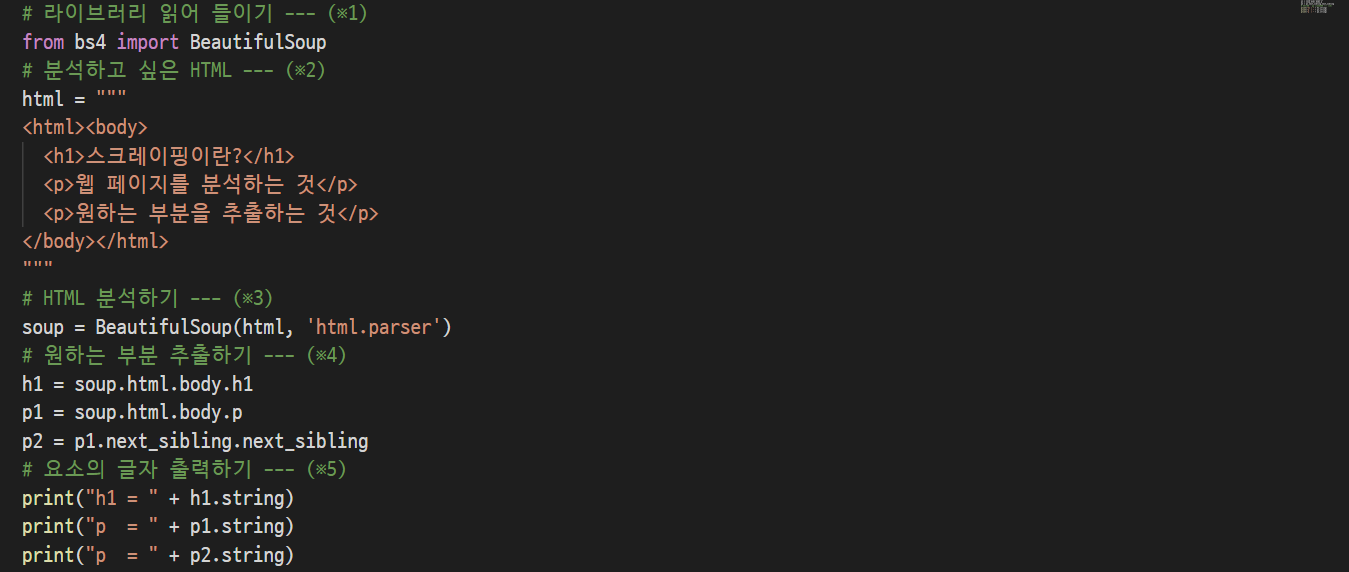 # 라이브러리 읽어 들이기 --- (※1)
from bs4 import BeautifulSoup
# 분석하고 싶은 HTML --- (※2)
html = """
<html><body>
  <h1>스크레이핑이란?</h1>
  <p>웹 페이지를 분석하는 것</p>
  <p>원하는 부분을 추출하는 것</p>
</body></html>
"""
# HTML 분석하기 --- (※3)
soup = BeautifulSoup(html, 'html.parser')
# 원하는 부분 추출하기 --- (※4)
h1 = soup.html.body.h1
p1 = soup.html.body.p
p2 = p1.next_sibling.next_sibling
# 요소의 글자 출력하기 --- (※5)
print("h1 = " + h1.string)
print("p  = " + p1.string)
print("p  = " + p2.string)